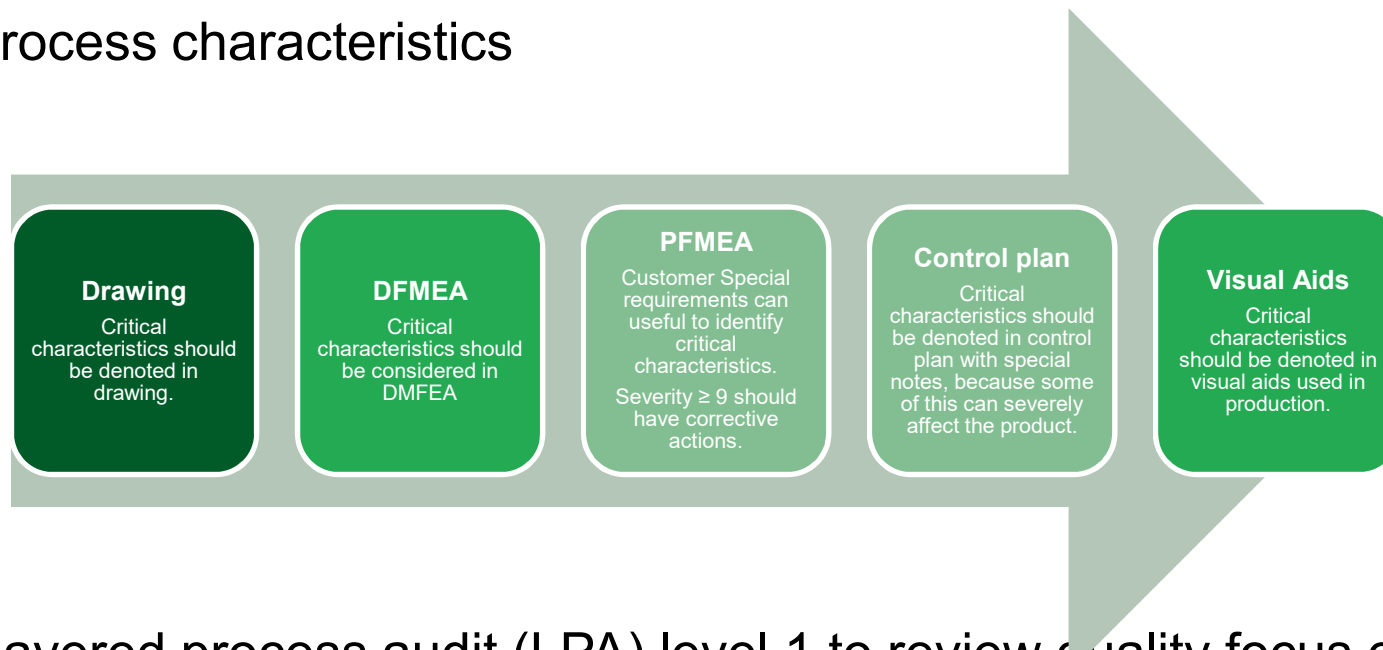 rocess characteristics
Drawing
Critical
characteristics should
be denoted in
drawing.
DFMEA
Critical
characteristics should
be considered in
DMFEA
PFMEA
Customer Special
requirements can
useful to identify
critical
characteristics.
Severity ≥ 9 should
have corrective
actions.
Control plan
Critical
characteristics should
be denoted in control
plan with special
notes, because some
of this can severely
affect the product.
Visual Aids
Critical
characteristics
should be denoted in
visual aids used in
production.
ayered process audit (LPA) level 1 to review quality focus